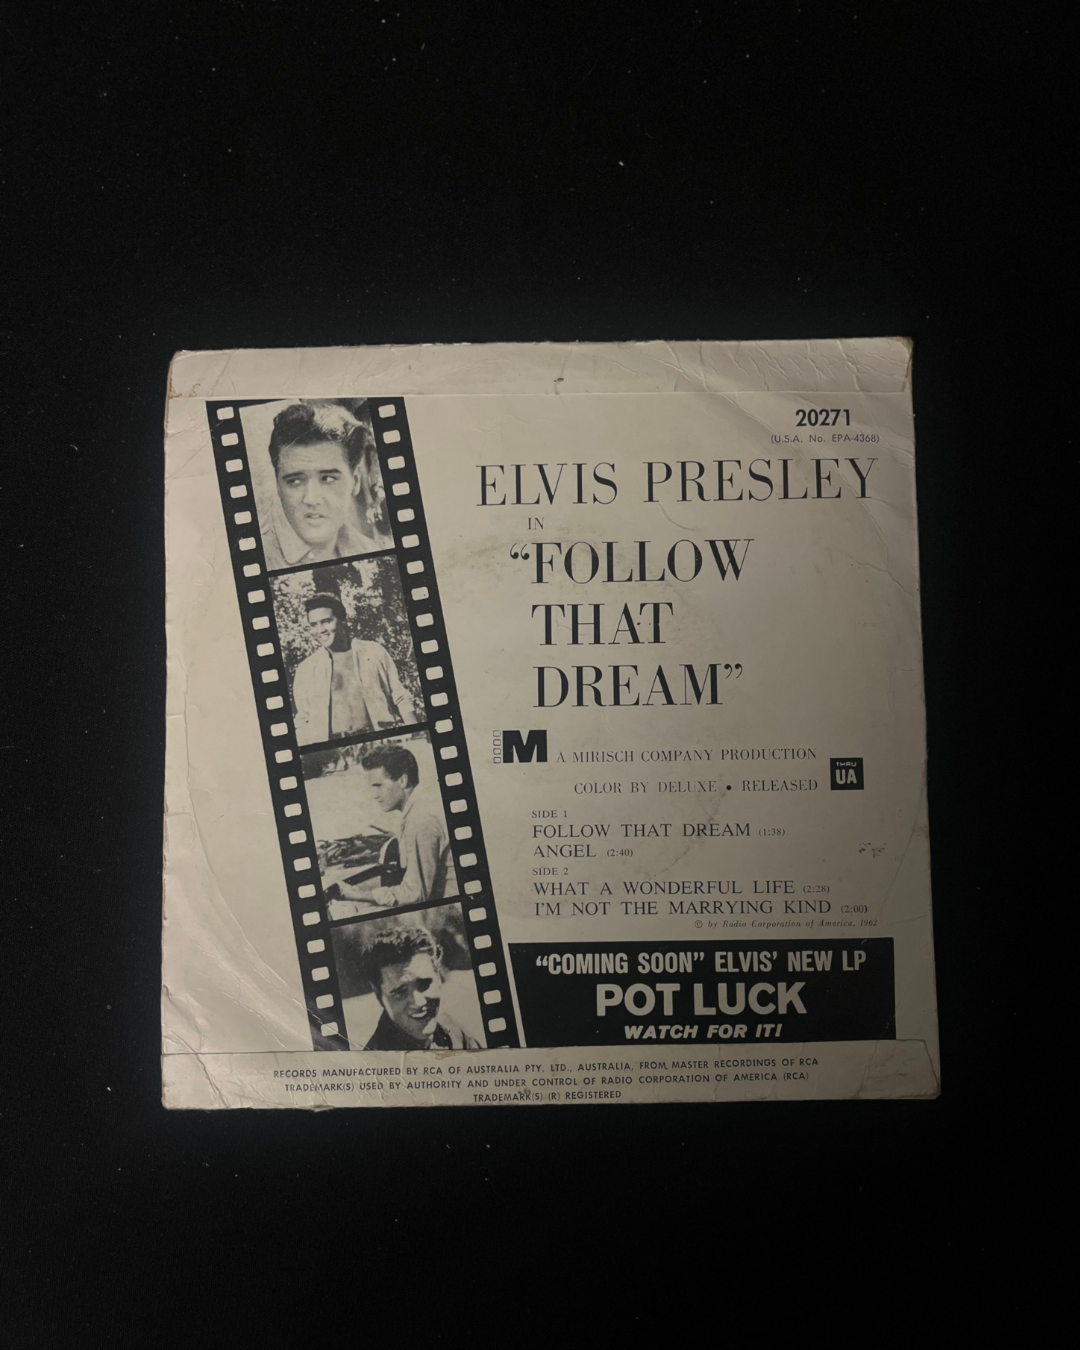 20271
(U.S.A. No. EPA-4368)
ELVIS PRESLEY
IN
“FOLLOW
THAT
DREAM”
M A MIRISCH COMPANY PRODUCTION
COLOR BY DELUXE • RELEASED THRU UA
SIDE 1
FOLLOW THAT DREAM (1:38)
ANGEL (2:40)
SIDE 2
WHAT A WONDERFUL LIFE (2:28)
I'M NOT THE MARRYING KIND (2:00)
© by Radio Corporation of America, 1962
“COMING SOON” ELVIS’ NEW LP
POT LUCK
WATCH FOR IT!
RECORDS MANUFACTURED BY RCA OF AUSTRALIA PTY. LTD., AUSTRALIA, FROM MASTER RECORDINGS OF RCA
TRADEMARK(S) USED BY AUTHORITY AND UNDER CONTROL OF RADIO CORPORATION OF AMERICA (RCA)
TRADEMARK(S) (R) REGISTERED